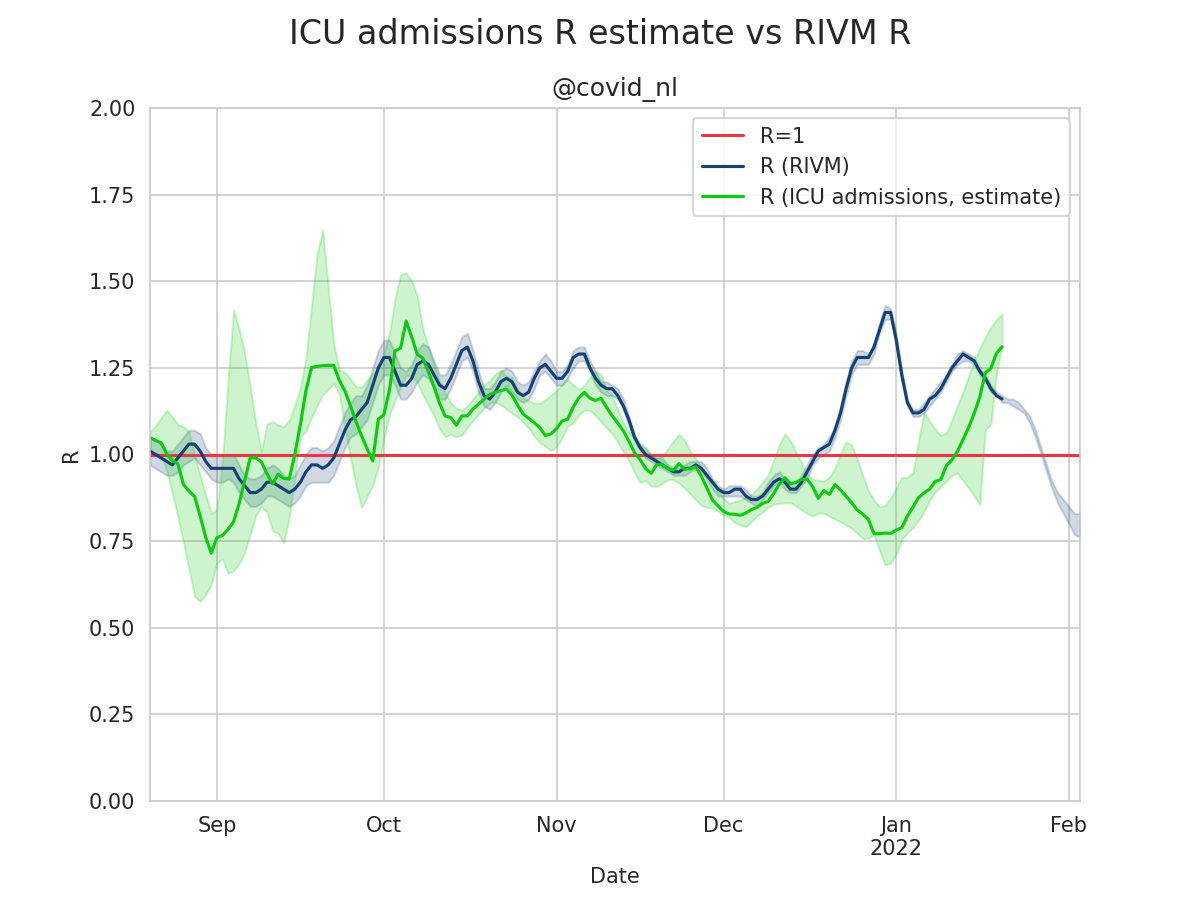 ICU admissions R estimate vs RIVM R
@covid_nl
R=1
R (RIVM)
R (ICU admissions, estimate)
2.00
1.75
1.50
1.25
1.00
0.75
0.50
0.25
0.00
R
Sep Oct Nov Dec Jan Feb
2022
Date